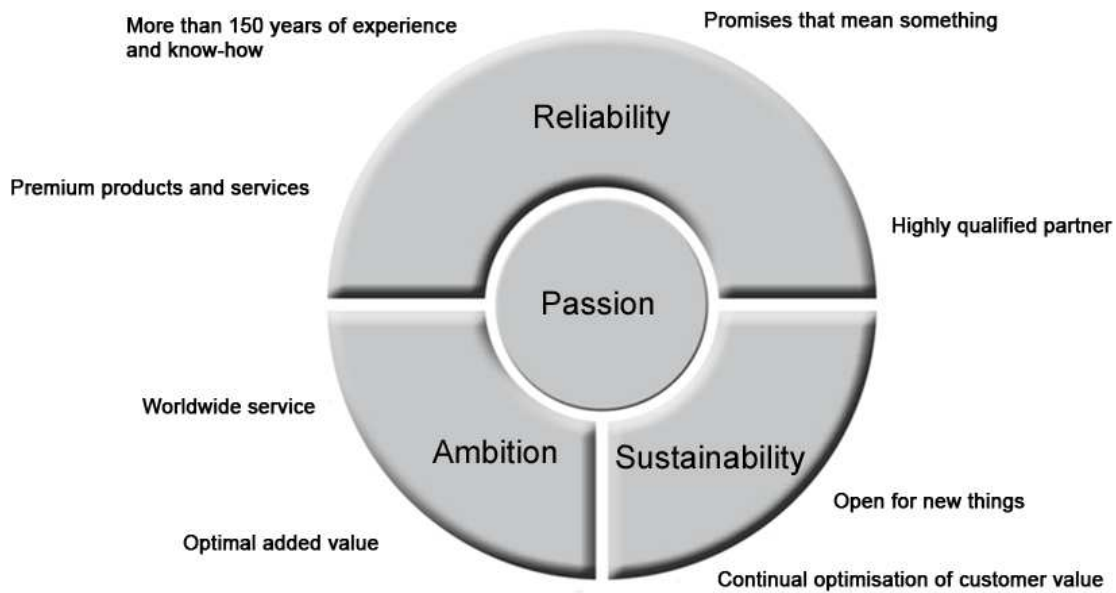 More than 150 years of experience
and know-how
Promises that mean something
Reliability
Premium products and services
Highly qualified partner
Passion
Worldwide service
Ambition
Sustainability
Open for new things
Optimal added value
Continual optimisation of customer value